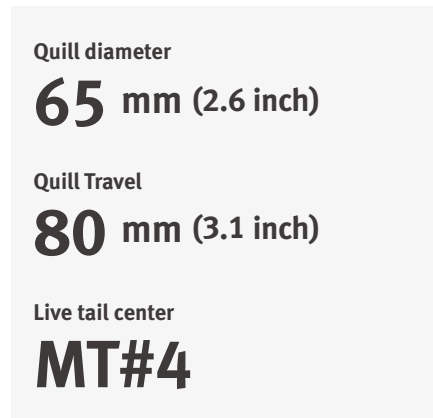 Quill diameter
65 mm (2.6 inch)
Quill Travel
80 mm (3.1 inch)
Live tail center
MT#4